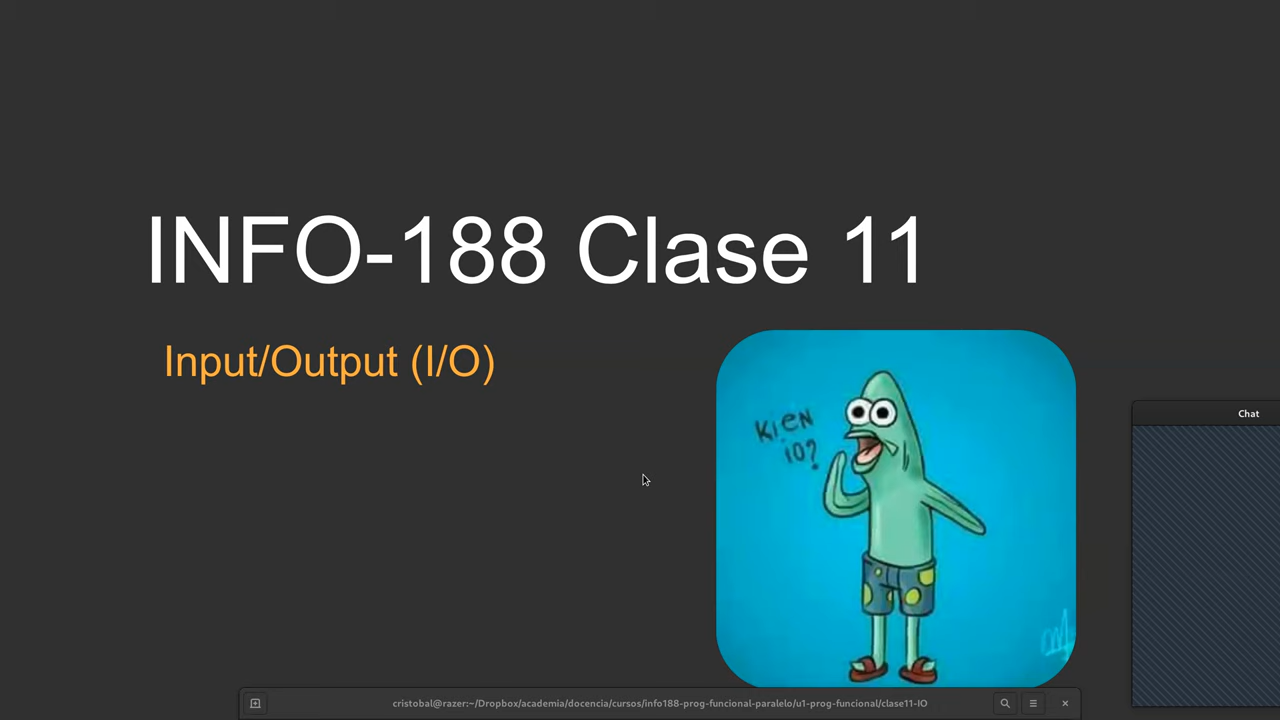 INFO-188 Clase 11
Input/Output (I/O)
KiEN
iO?
Chat
cristobal@razer:~/Dropbox/academia/docencia/cursos/info188-prog-funcional-paralelo/u1-prog-funcional/clase11-IO